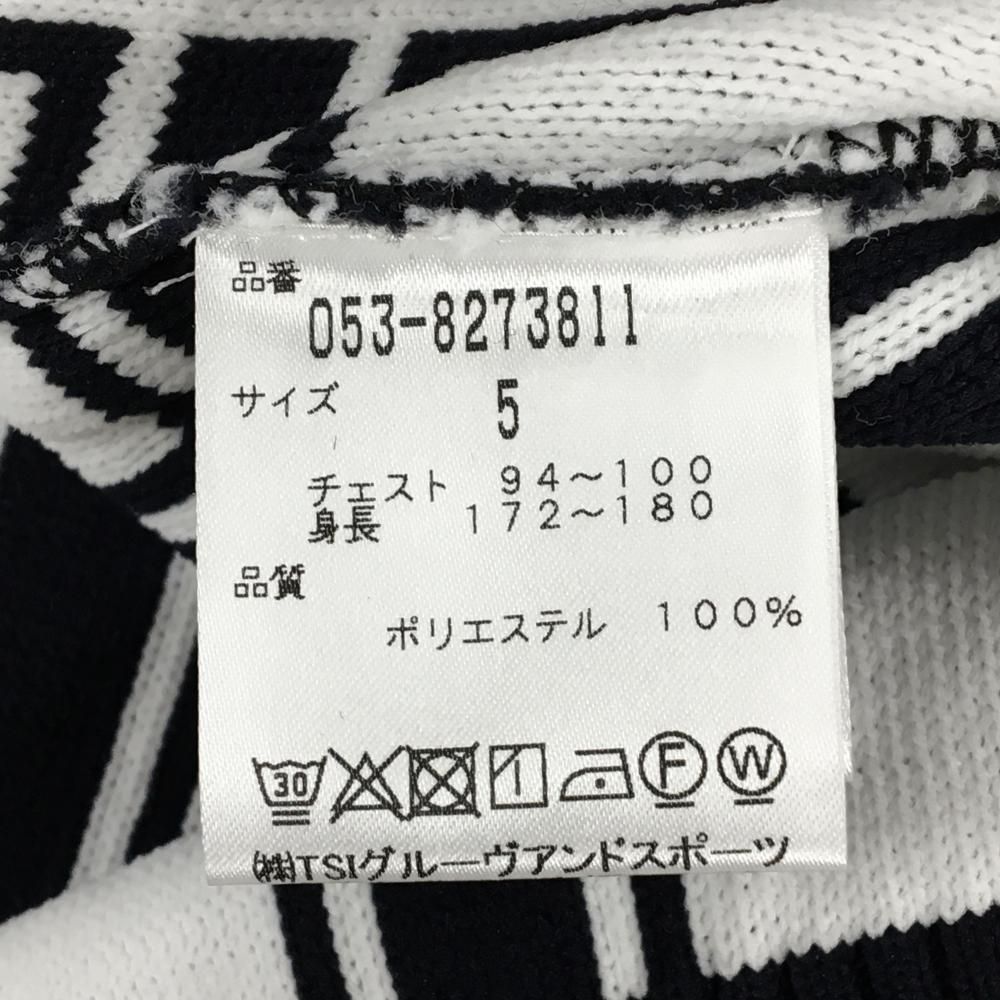 品番
053-8273811
サイズ 5
チェスト 94～100
身長 172～180
品質
ポリエステル 100%
30 F W
㈱TSIグルーヴアンドスポーツ